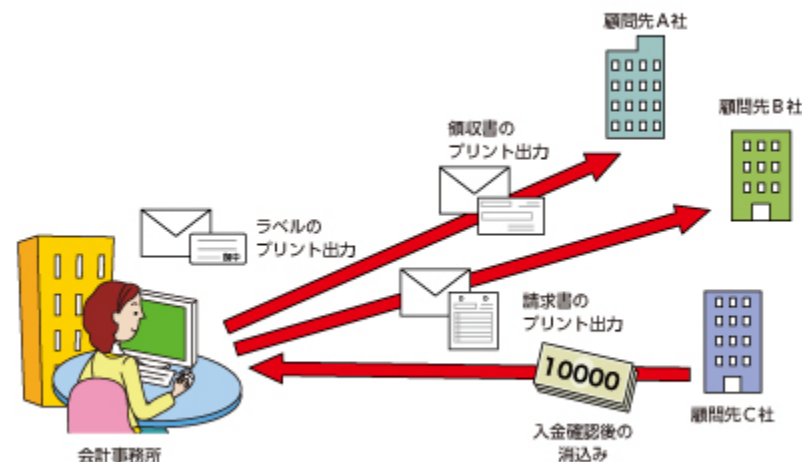 顧問先A社
顧問先B社
領収書の
プリント出力
ラベルの
プリント出力
御中
請求書の
プリント出力
10000
顧問先C社
入金確認後の
消込み
会計事務所